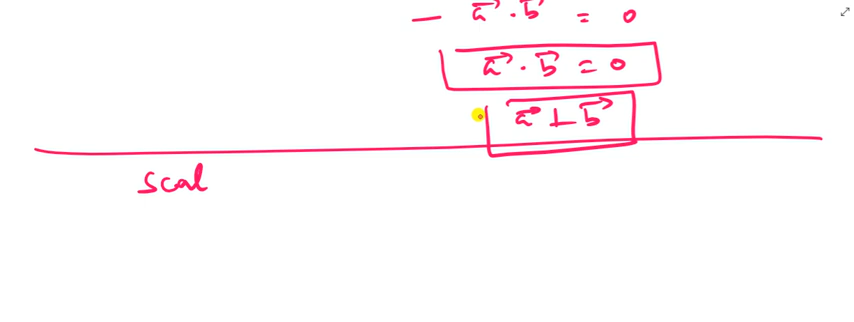 - a⃗ · b⃗ = 0
a⃗ · b⃗ = 0
a⃗ ⊥ b⃗
scal